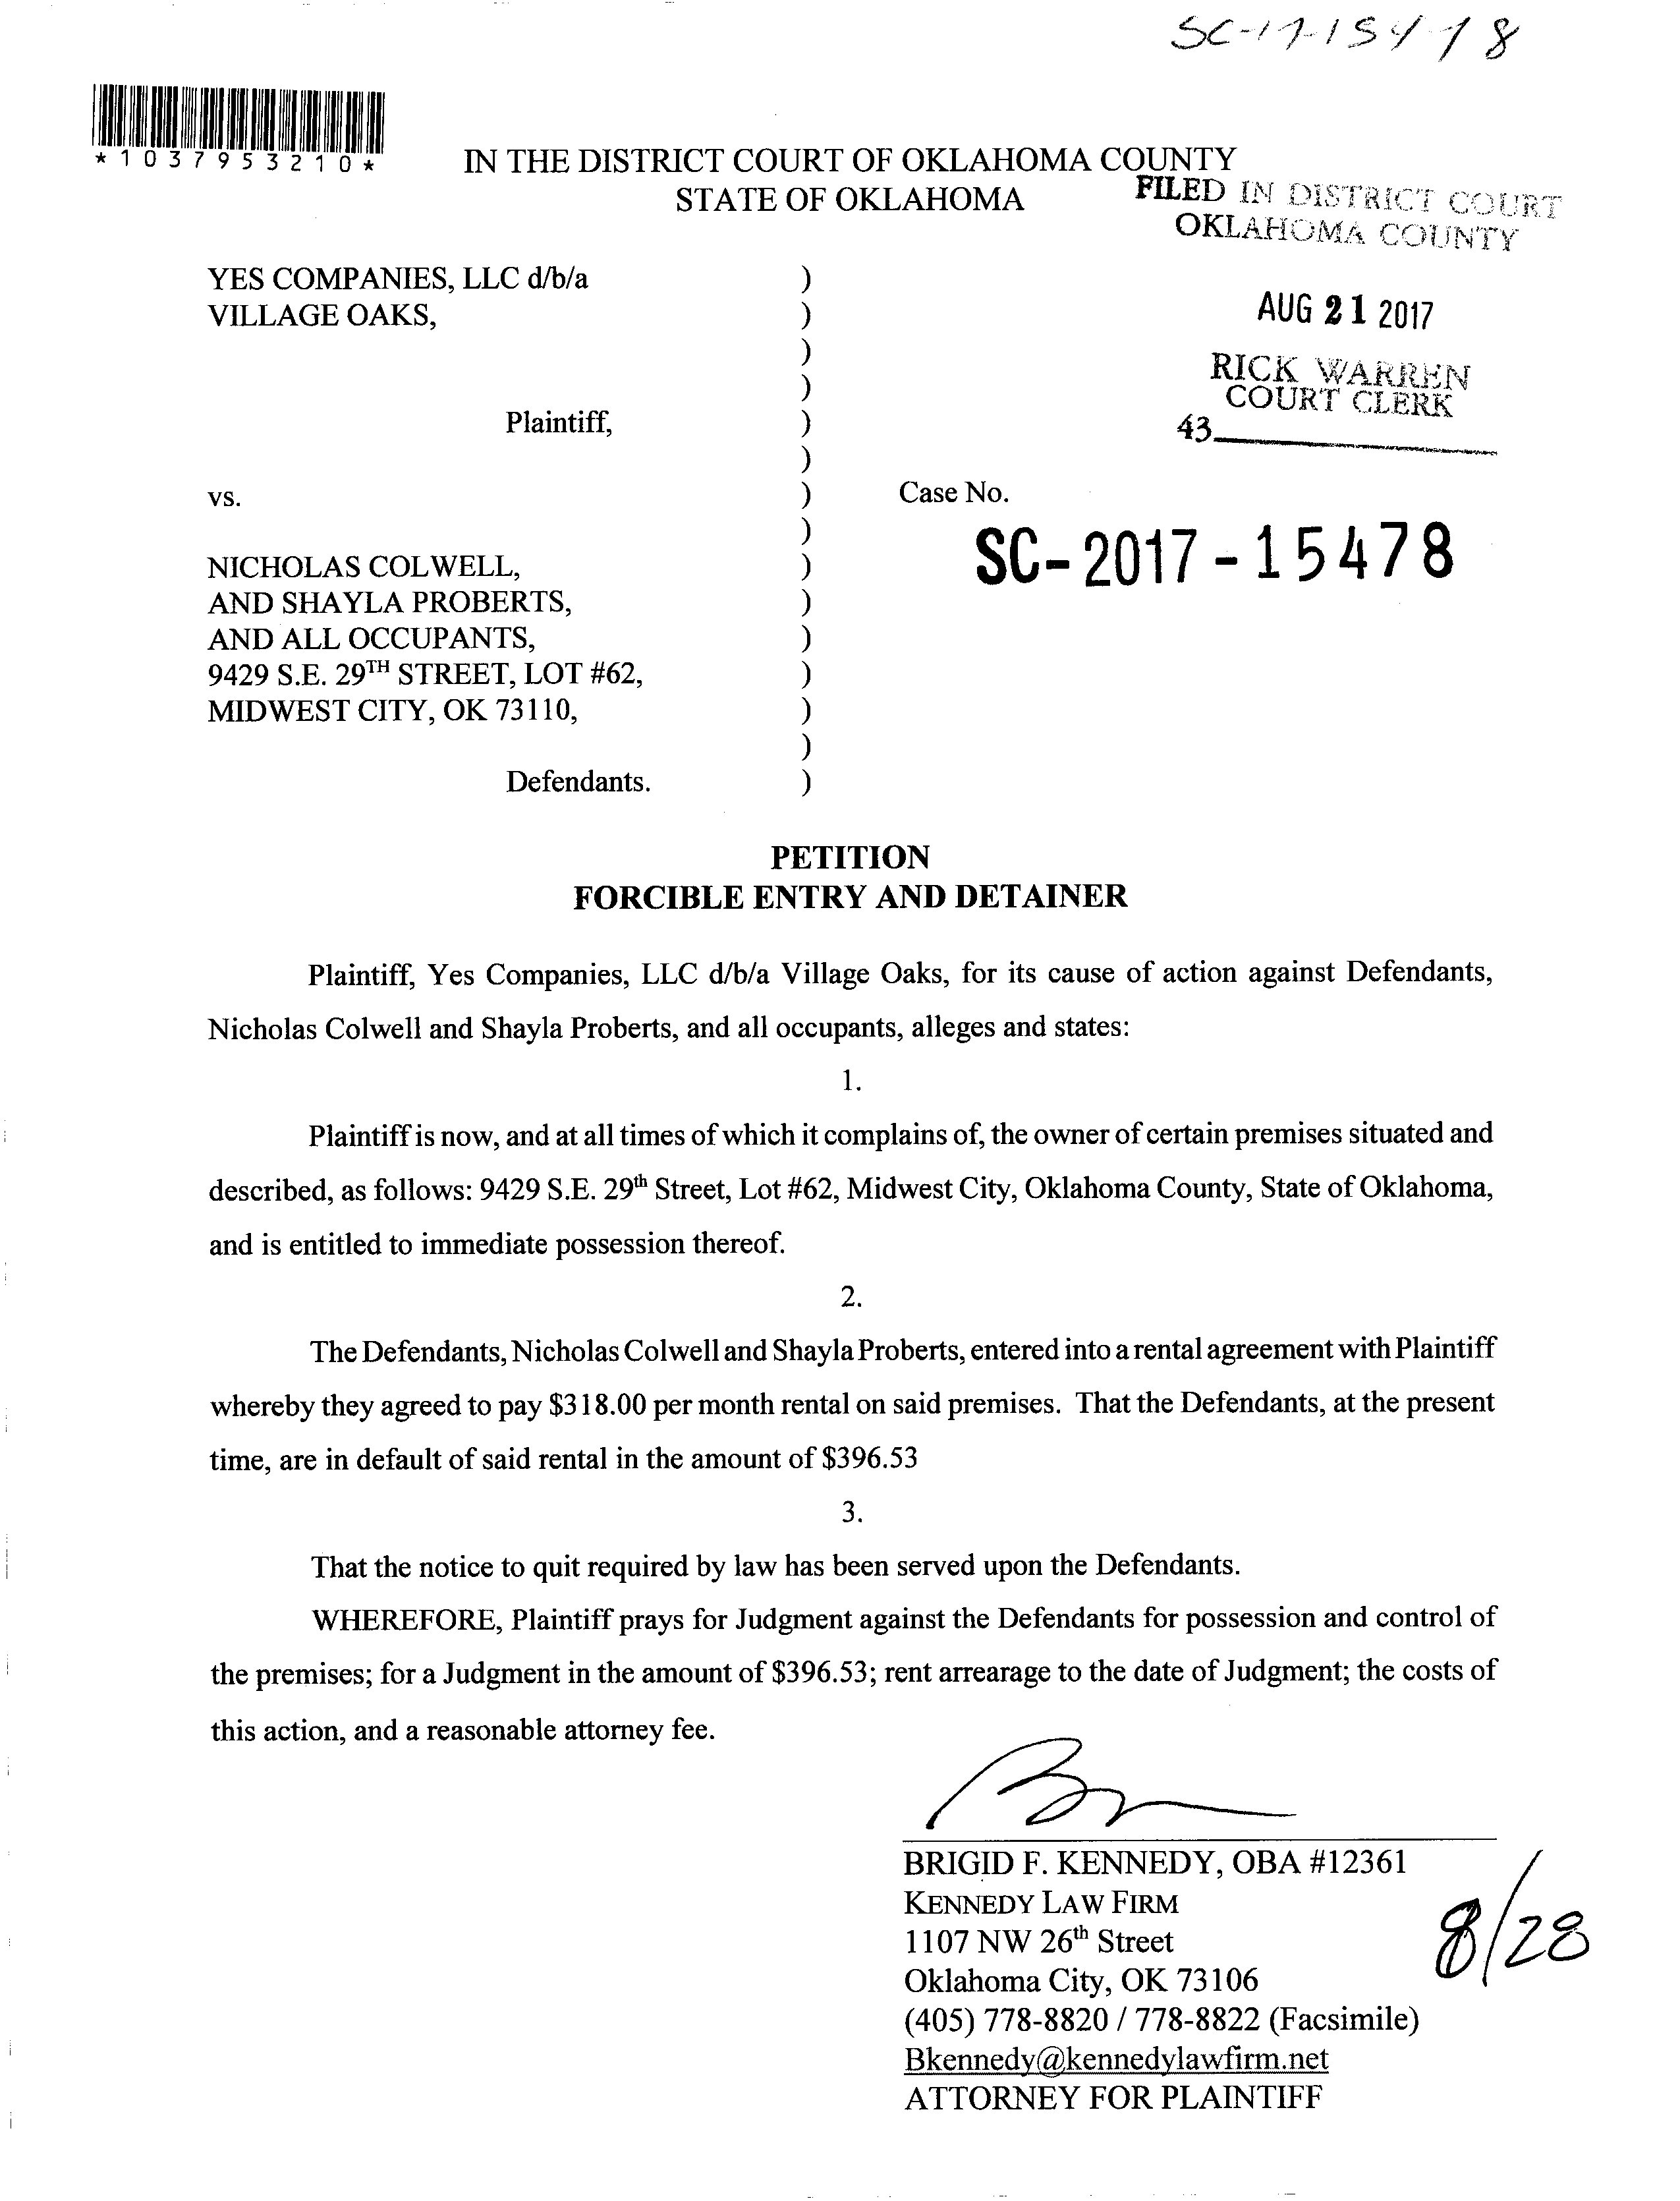 SC-17-15478
*1037953210*
IN THE DISTRICT COURT OF OKLAHOMA COUNTY
STATE OF OKLAHOMA
FILED IN DISTRICT COURT
OKLAHOMA COUNTY
AUG 21 2017
RICK WARREN
COURT CLERK
43
YES COMPANIES, LLC d/b/a )
VILLAGE OAKS, )
)
)
Plaintiff, )
)
vs. ) Case No.
) SC-2017-15478
NICHOLAS COLWELL, )
AND SHAYLA PROBERTS, )
AND ALL OCCUPANTS, )
9429 S.E. 29TH STREET, LOT #62, )
MIDWEST CITY, OK 73110, )
)
Defendants. )
PETITION
FORCIBLE ENTRY AND DETAINER
Plaintiff, Yes Companies, LLC d/b/a Village Oaks, for its cause of action against Defendants,
Nicholas Colwell and Shayla Proberts, and all occupants, alleges and states:
1.
Plaintiff is now, and at all times of which it complains of, the owner of certain premises situated and
described, as follows: 9429 S.E. 29th Street, Lot #62, Midwest City, Oklahoma County, State of Oklahoma,
and is entitled to immediate possession thereof.
2.
The Defendants, Nicholas Colwell and Shayla Proberts, entered into a rental agreement with Plaintiff
whereby they agreed to pay $318.00 per month rental on said premises. That the Defendants, at the present
time, are in default of said rental in the amount of $396.53
3.
That the notice to quit required by law has been served upon the Defendants.
WHEREFORE, Plaintiff prays for Judgment against the Defendants for possession and control of
the premises; for a Judgment in the amount of $396.53; rent arrearage to the date of Judgment; the costs of
this action, and a reasonable attorney fee.
BRIGID F. KENNEDY, OBA #12361
KENNEDY LAW FIRM
1107 NW 26th Street
Oklahoma City, OK 73106
(405) 778-8820 / 778-8822 (Facsimile)
Bkennedy@kennedylawfirm.net
ATTORNEY FOR PLAINTIFF
8/28